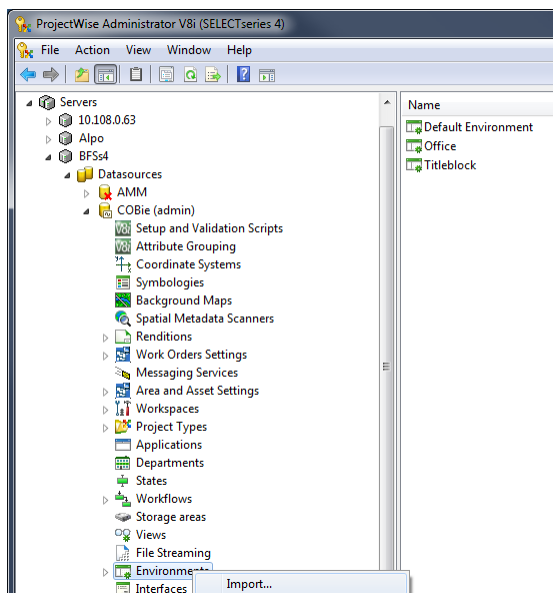 ProjectWise Administrator V8i (SELECTseries 4)
File Action View Window Help
Servers
10.108.0.63
Alpo
BFSs4
Datasources
AMM
COBie (admin)
Setup and Validation Scripts
Attribute Grouping
Coordinate Systems
Symbologies
Background Maps
Spatial Metadata Scanners
Renditions
Work Orders Settings
Messaging Services
Area and Asset Settings
Workspaces
Project Types
Applications
Departments
States
Workflows
Storage areas
Views
File Streaming
Environments
Interfaces
Import...
Name
Default Environment
Office
Titleblock